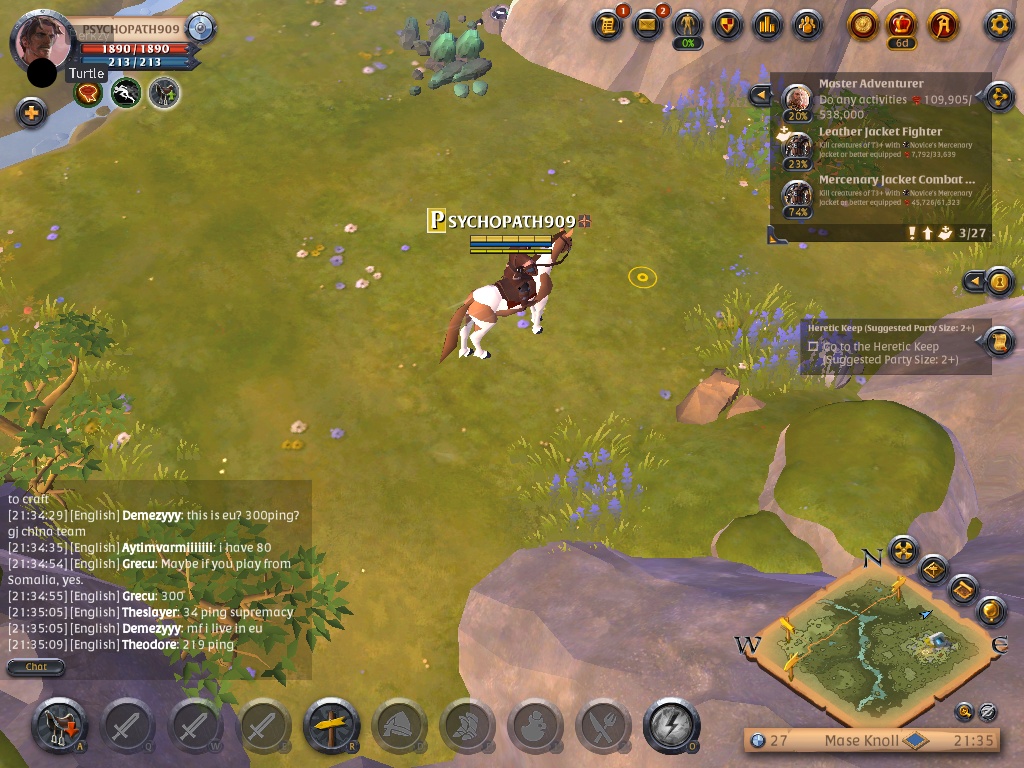 PSYCHOPATH909
1890 / 1890
213 / 213
Turtle
1
2
0%
6d
Master Adventurer
Do any activities 109,905/
538,000
20%
Leather Jacket Fighter
Kill creatures of T3+ with Novice's Mercenary
Jacket or better equipped 7,792/33,639
23%
Mercenary Jacket Combat ...
Kill creatures of T3+ with Novice's Mercenary
Jacket or better equipped 45,726/61,323
74%
3/27
PSYCHOPATH909
Heretic Keep (Suggested Party Size: 2+)
Go to the Heretic Keep
(Suggested Party Size: 2+)
to craft
[21:34:29] [English] Demezyyy: this is eu? 300ping?
gj china team
[21:34:35] [English] Aytimvarmiiiiii: i have 80
[21:34:54] [English] Grecu: Maybe if you play from
Somalia, yes.
[21:34:55] [English] Grecu: 300
[21:35:05] [English] Theslayer: 34 ping supremacy
[21:35:05] [English] Demezyyy: mf i live in eu
[21:35:09] [English] Theodore: 219 ping
Chat
N
W
E
A
Q
W
E
R
O
27
Mase Knoll
21:35